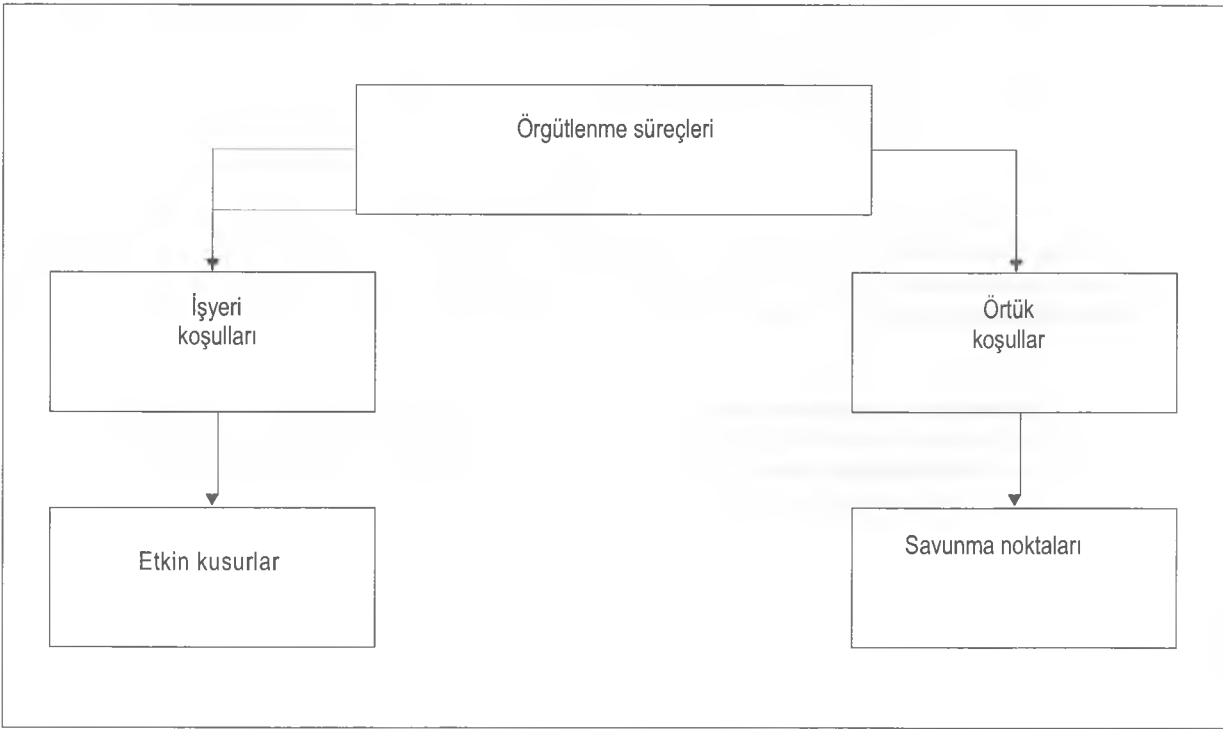 Örgütlenme süreçleri
İşyeri
koşulları
Örtük
koşullar
Etkin kusurlar
Savunma noktaları